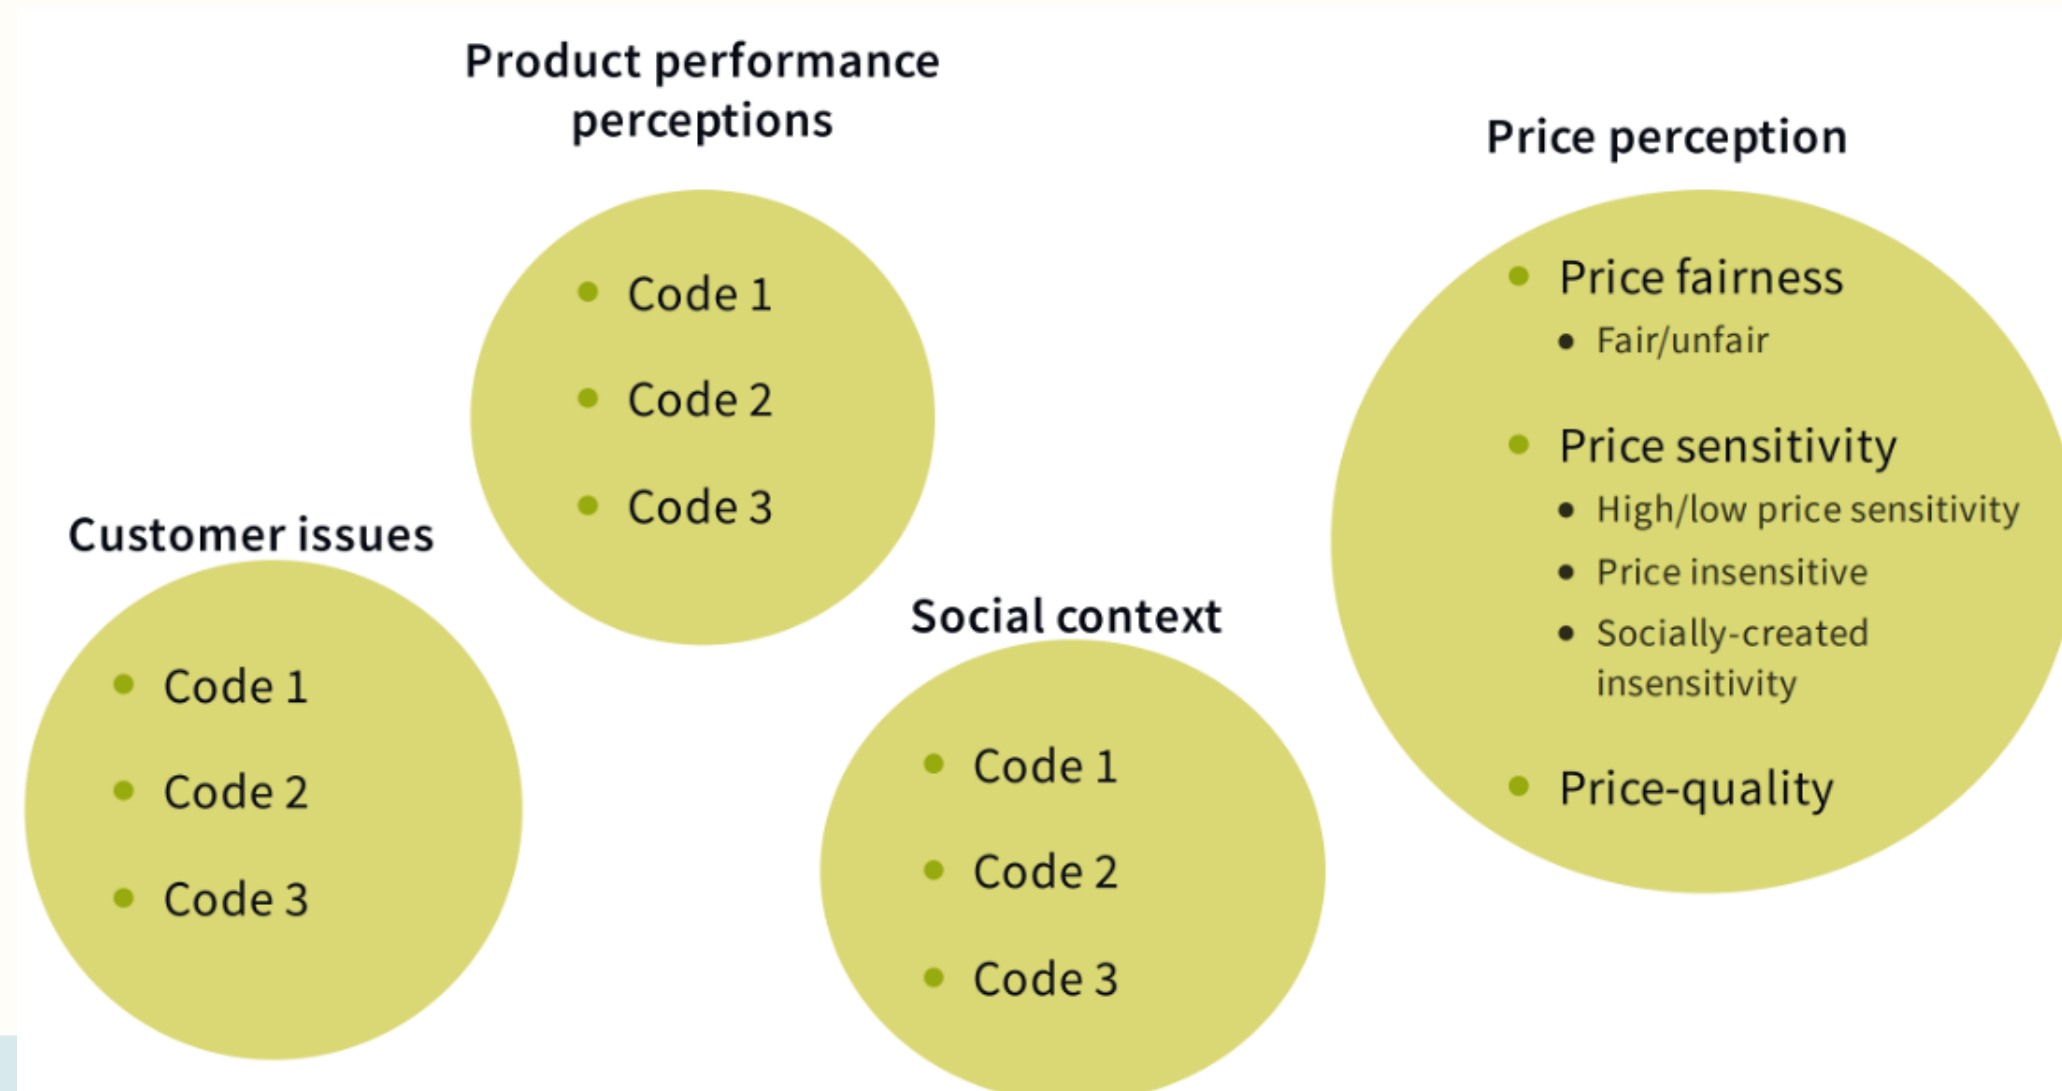 Product performance
perceptions
Code 1
Code 2
Code 3
Customer issues
Code 1
Code 2
Code 3
Social context
Code 1
Code 2
Code 3
Price perception
Price fairness
Fair/unfair
Price sensitivity
High/low price sensitivity
Price insensitive
Socially-created
insensitivity
Price-quality